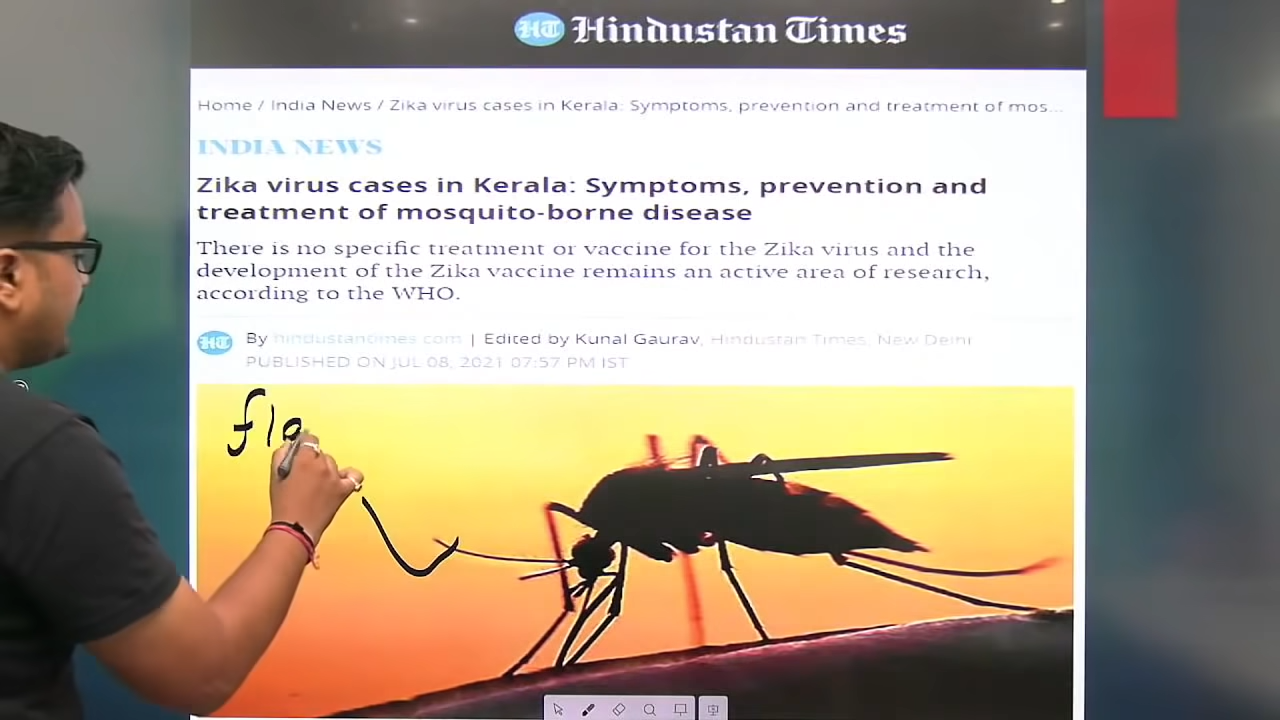 HT Hindustan Times
Home / India News / Zika virus cases in Kerala: Symptoms, prevention and treatment of mos...
INDIA NEWS
Zika virus cases in Kerala: Symptoms, prevention and
treatment of mosquito-borne disease
There is no specific treatment or vaccine for the Zika virus and the
development of the Zika vaccine remains an active area of research,
according to the WHO.
HT By hindustantimes.com | Edited by Kunal Gaurav, Hindustan Times, New Delhi
PUBLISHED ON JUL 08, 2021 07:57 PM IST
fla